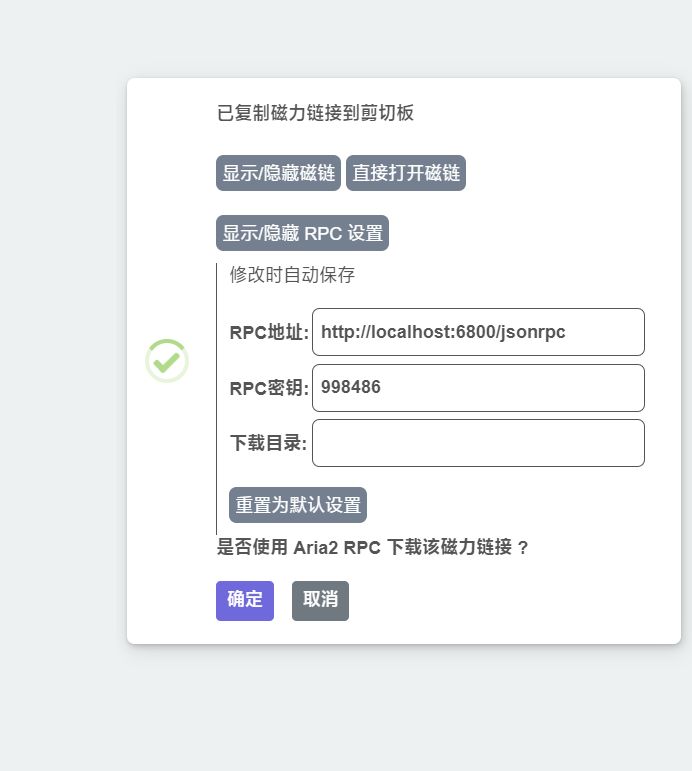 已复制磁力链接到剪切板
显示/隐藏磁链 直接打开磁链
显示/隐藏 RPC 设置
修改时自动保存
RPC地址: http://localhost:6800/jsonrpc
RPC密钥: 998486
下载目录:
重置为默认设置
是否使用 Aria2 RPC 下载该磁力链接？
确定 取消